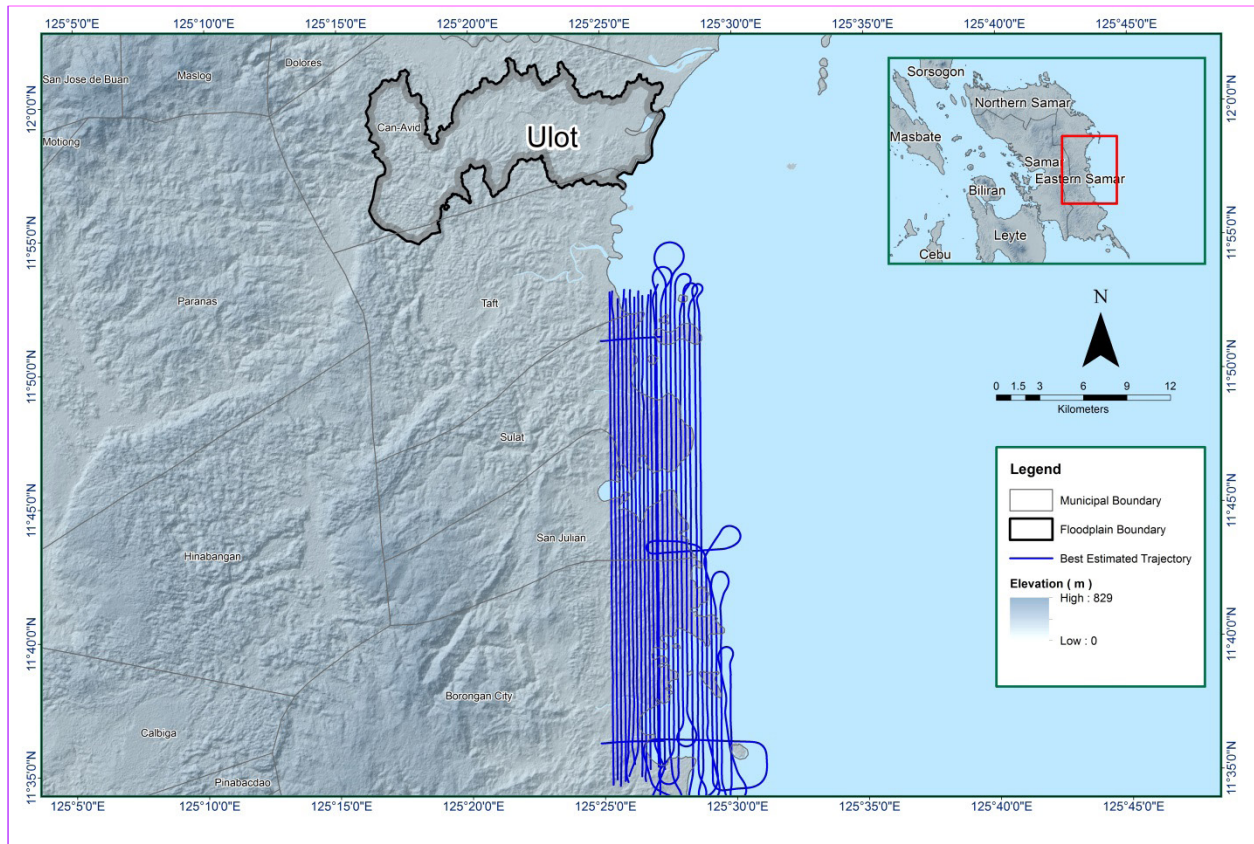 125°5'0"E
125°10'0"E
125°15'0"E
125°20'0"E
125°25'0"E
125°30'0"E
125°35'0"E
125°40'0"E
125°45'0"E
12°0'0"N
11°55'0"N
11°50'0"N
11°45'0"N
11°40'0"N
11°35'0"N
San Jose de Buan
Maslog
Dolores
Motiong
Can-Avid
Ulot
Paranas
Taft
Sulat
San Julian
Hinabangan
Borongan City
Calbiga
Pinabacdao
Sorsogon
Northern Samar
Masbate
Samar
Eastern Samar
Biliran
Leyte
Cebu
N
0 1.5 3 6 9 12
Kilometers
Legend
Municipal Boundary
Floodplain Boundary
Best Estimated Trajectory
Elevation ( m )
High : 829
Low : 0
12°0'0"N
11°55'0"N
11°50'0"N
11°45'0"N
11°40'0"N
11°35'0"N
125°5'0"E
125°10'0"E
125°15'0"E
125°20'0"E
125°25'0"E
125°30'0"E
125°35'0"E
125°40'0"E
125°45'0"E